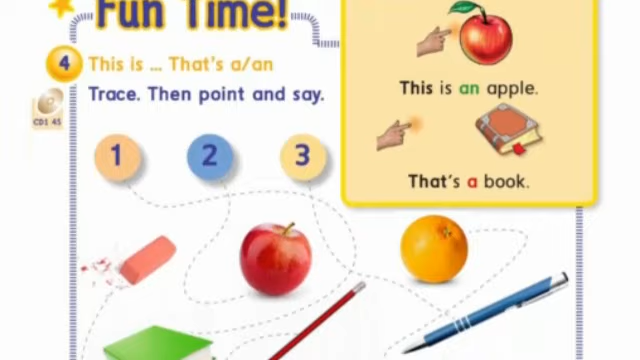 Fun Time!
4 This is ... That's a/an
Trace. Then point and say.
CD1 45
1 2 3
This is an apple.
That's a book.